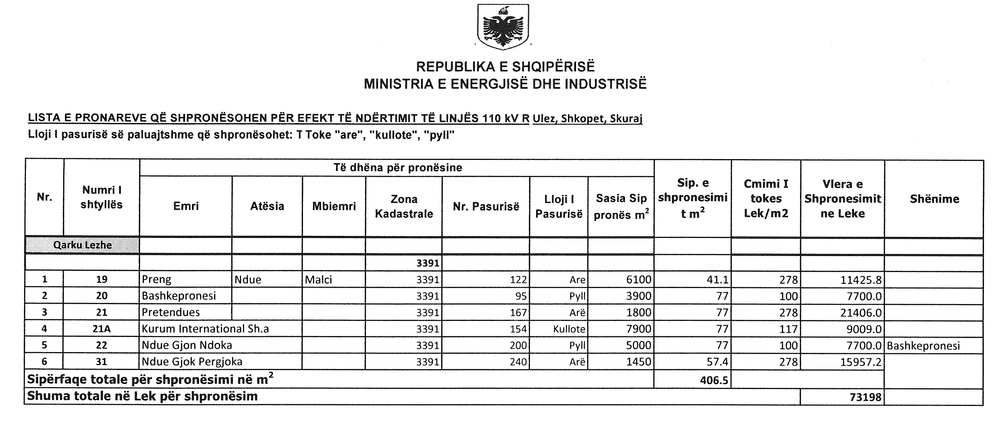 REPUBLIKA E SHQIPËRISË
MINISTRIA E ENERGJISË DHE INDUSTRISË
LISTA E PRONAREVE QË SHPRONËSOHEN PËR EFEKT TË NDËRTIMIT TË LINJËS 110 kV R Ulez, Shkopet, Skuraj
Lloji I pasurisë së paluajtshme që shpronësohet: T Toke "are", "kullote", "pyll"
Nr. Numri I shtyllës Të dhëna për pronësine Sip. e shpronesimi t m² Cmimi I tokes Lek/m2 Vlera e Shpronesimit ne Leke Shënime
Emri Atësia Mbiemri Zona Kadastrale Nr. Pasurisë Lloji I Pasurisë Sasia Sip pronës m²
Qarku Lezhe
3391
1 19 Preng Ndue Malci 3391 122 Are 6100 41.1 278 11425.8
2 20 Bashkepronesi 3391 95 Pyll 3900 77 100 7700.0
3 21 Pretendues 3391 167 Arë 1800 77 278 21406.0
4 21A Kurum International Sh.a 3391 154 Kullote 7900 77 117 9009.0
5 22 Ndue Gjon Ndoka 3391 200 Pyll 5000 77 100 7700.0 Bashkepronesi
6 31 Ndue Gjok Pergjoka 3391 240 Arë 1450 57.4 278 15957.2
Sipërfaqe totale për shpronësimi në m² 406.5
Shuma totale në Lek për shpronësim 73198